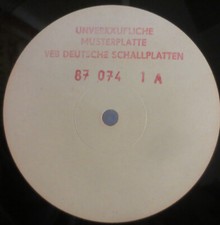 UNVERKÄUFLICHE
MUSTERPLATTE
VEB DEUTSCHE SCHALLPLATTEN
87 074 1 A